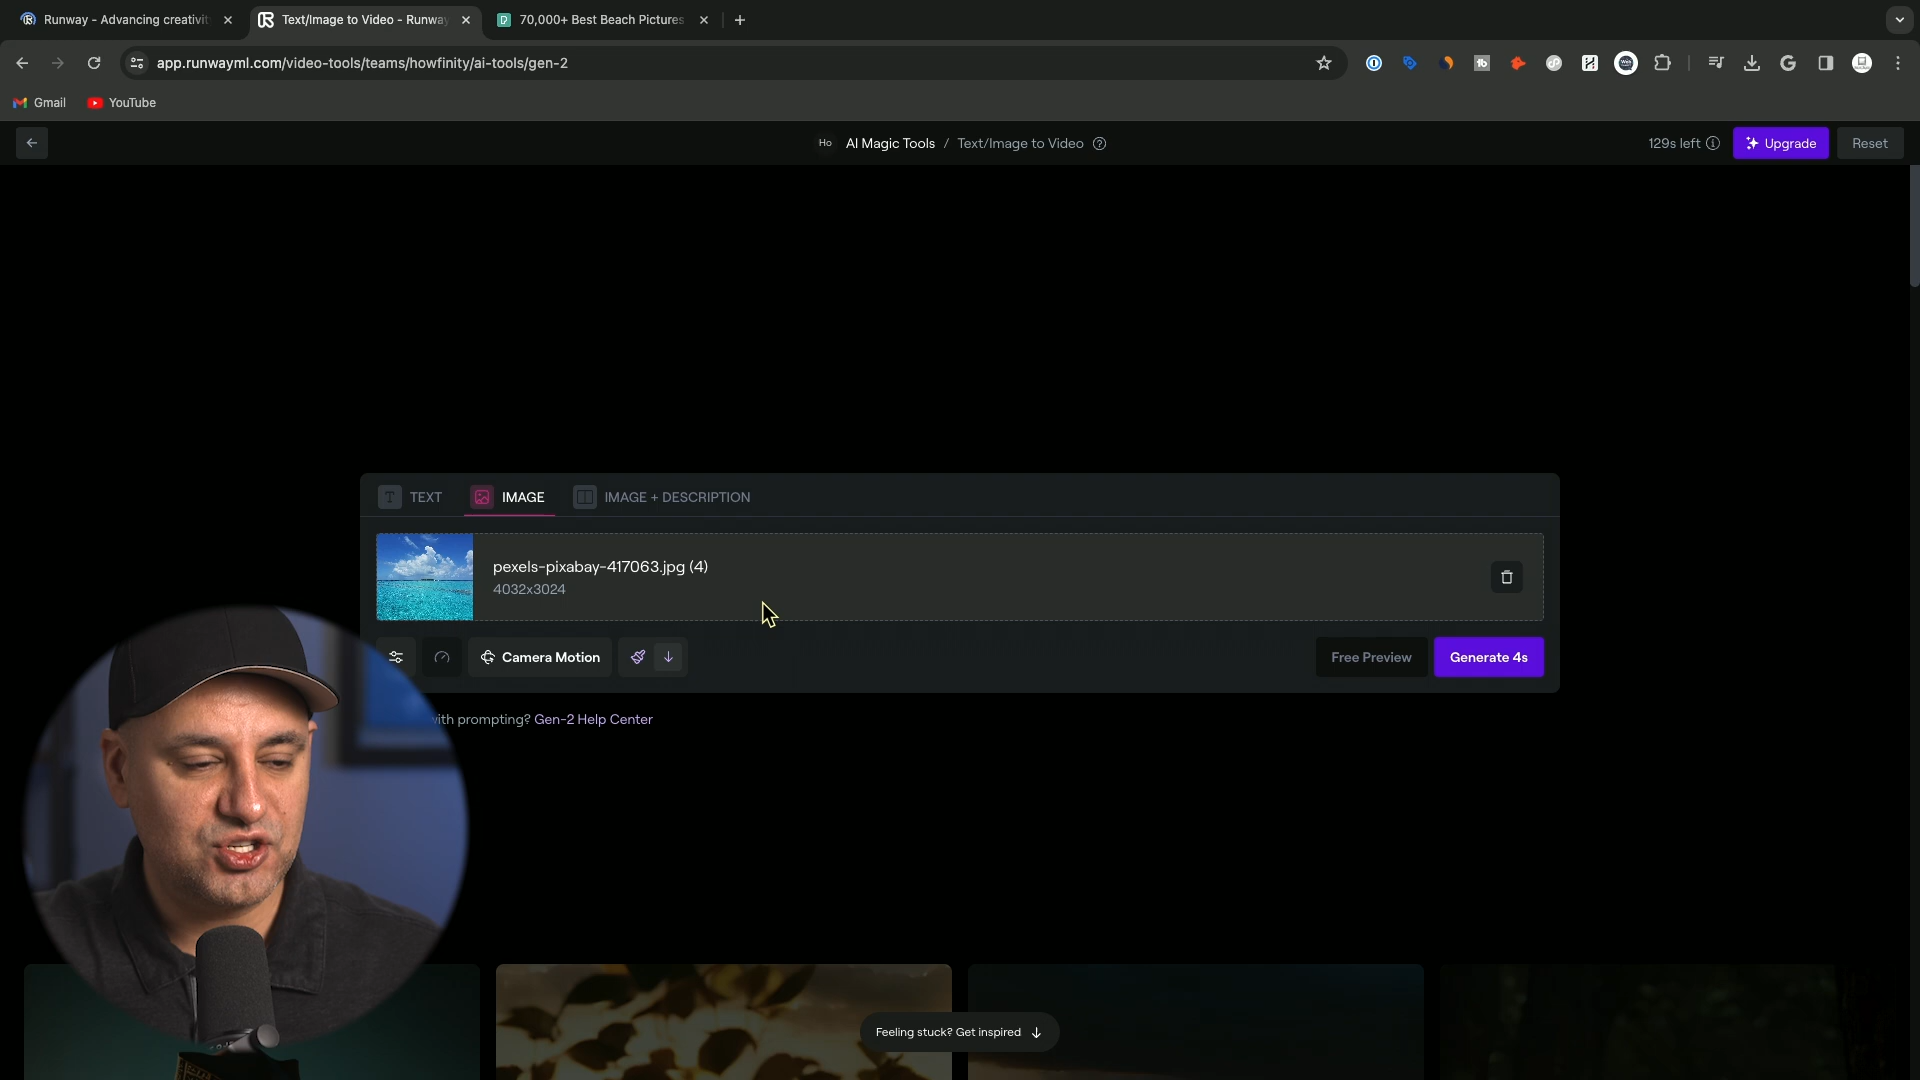 Runway - Advancing creativit
Text/Image to Video - Runway
70,000+ Best Beach Pictures
app.runwayml.com/video-tools/teams/howfinity/ai-tools/gen-2
Gmail
YouTube
Ho AI Magic Tools / Text/Image to Video
129s left
Upgrade
Reset
TEXT
IMAGE
IMAGE + DESCRIPTION
pexels-pixabay-417063.jpg (4)
4032x3024
Camera Motion
Free Preview
Generate 4s
with prompting? Gen-2 Help Center
Feeling stuck? Get inspired